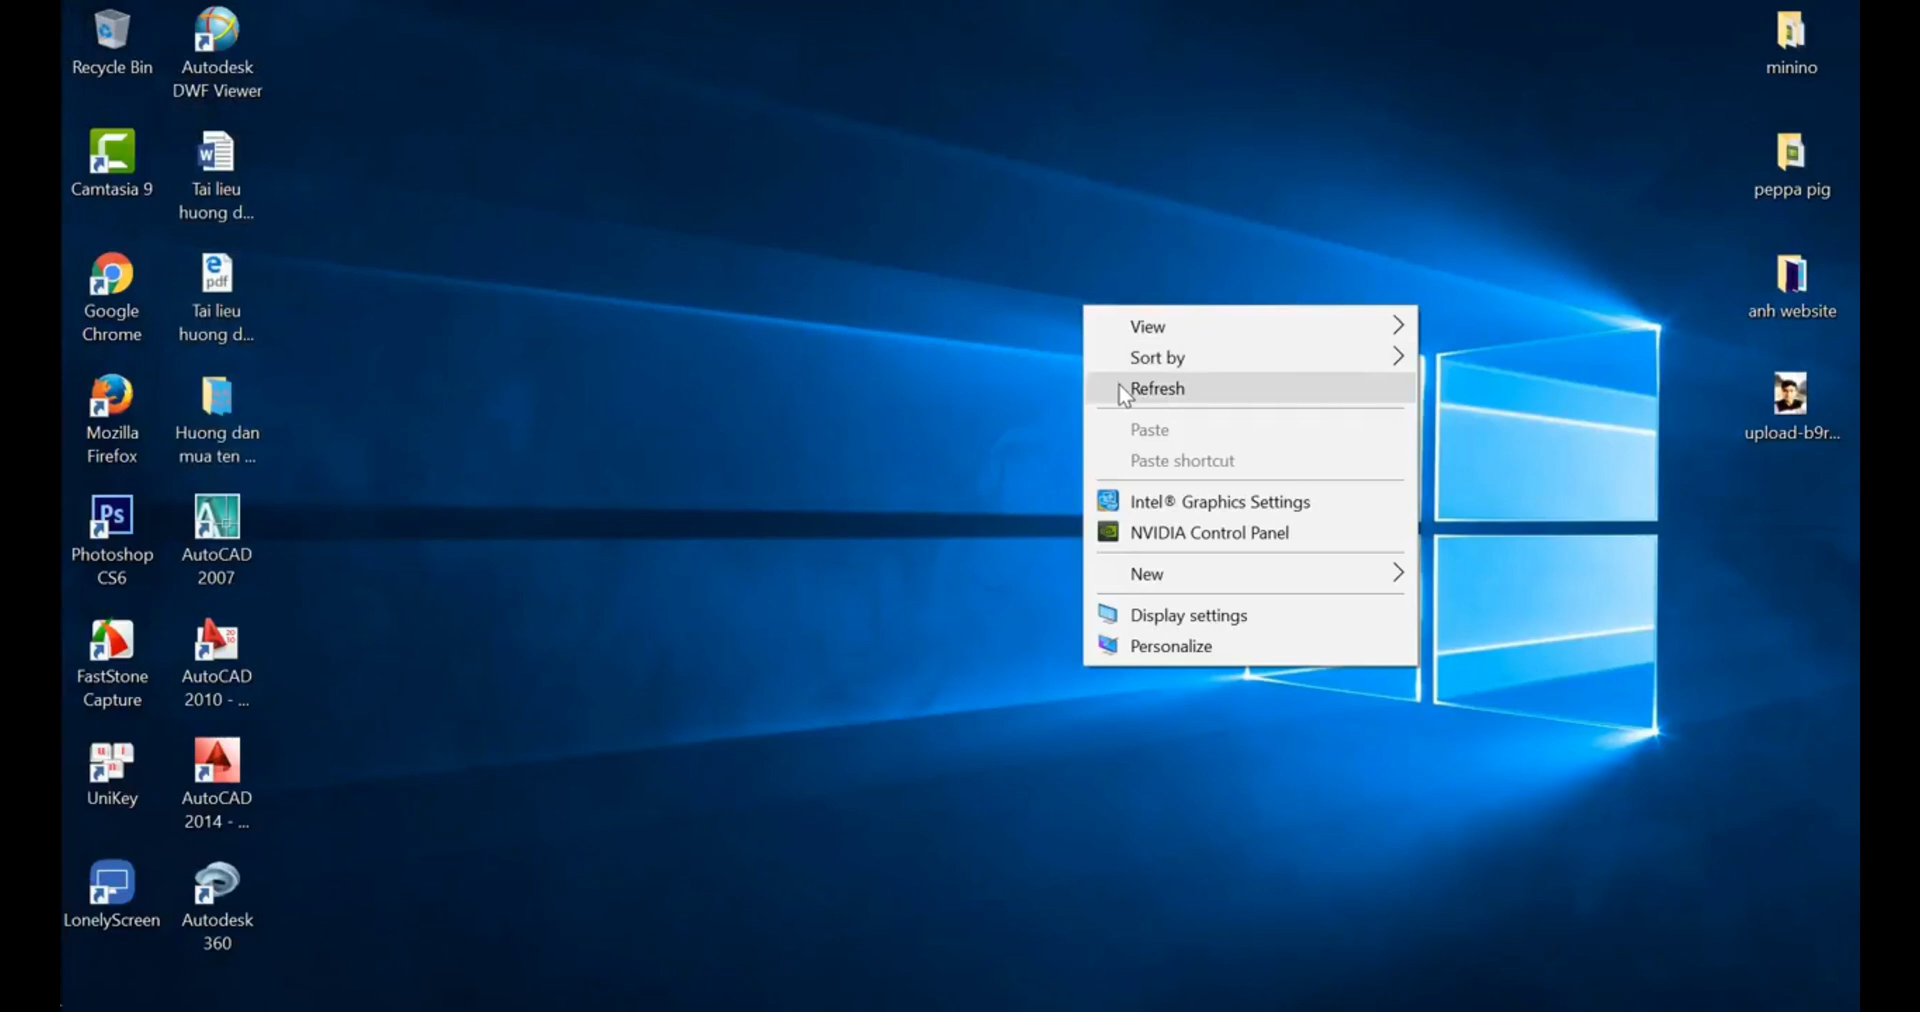 Recycle Bin
Autodesk
DWF Viewer
Camtasia 9
Tai lieu
huong d...
Google
Chrome
pdf
Tai lieu
huong d...
Mozilla
Firefox
Huong dan
mua ten ...
Ps
Photoshop
CS6
AutoCAD
2007
FastStone
Capture
AutoCAD
2010 - ...
UniKey
AutoCAD
2014 - ...
LonelyScreen
Autodesk
360
View
Sort by
Refresh
Paste
Paste shortcut
Intel® Graphics Settings
NVIDIA Control Panel
New
Display settings
Personalize
minino
peppa pig
anh website
upload-b9r...